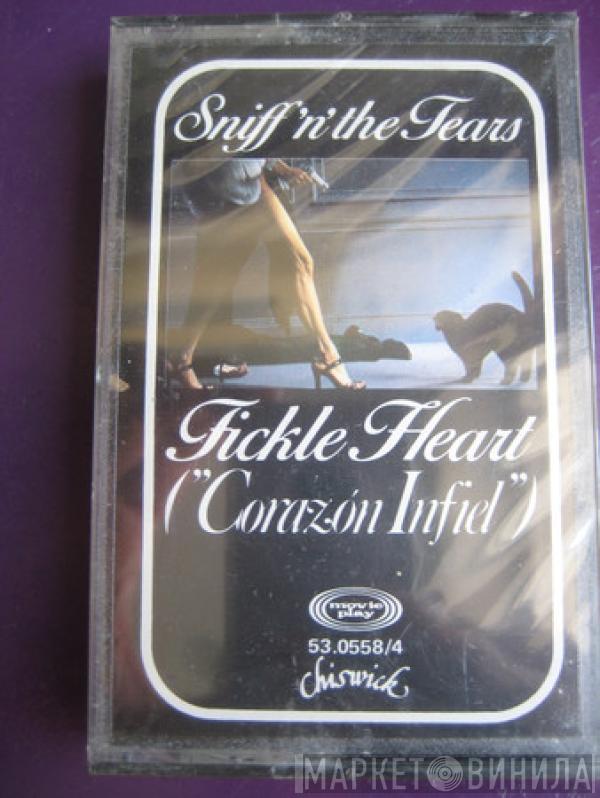 Sniff 'n' the Tears
Fickle Heart
("Corazón Infiel")
movie
play
53.0558/4
Chiswick
МАРКЕТ ВИНИЛА